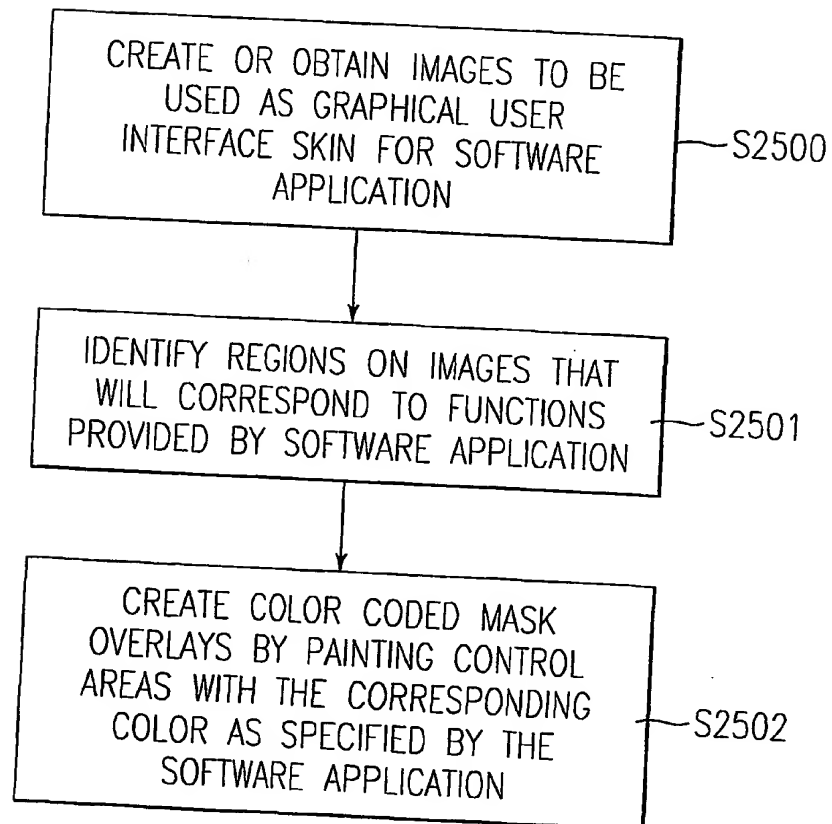 CREATE OR OBTAIN IMAGES TO BE
USED AS GRAPHICAL USER
INTERFACE SKIN FOR SOFTWARE
APPLICATION
S2500
IDENTIFY REGIONS ON IMAGES THAT
WILL CORRESPOND TO FUNCTIONS
PROVIDED BY SOFTWARE APPLICATION
S2501
CREATE COLOR CODED MASK
OVERLAYS BY PAINTING CONTROL
AREAS WITH THE CORRESPONDING
COLOR AS SPECIFIED BY THE
SOFTWARE APPLICATION
S2502